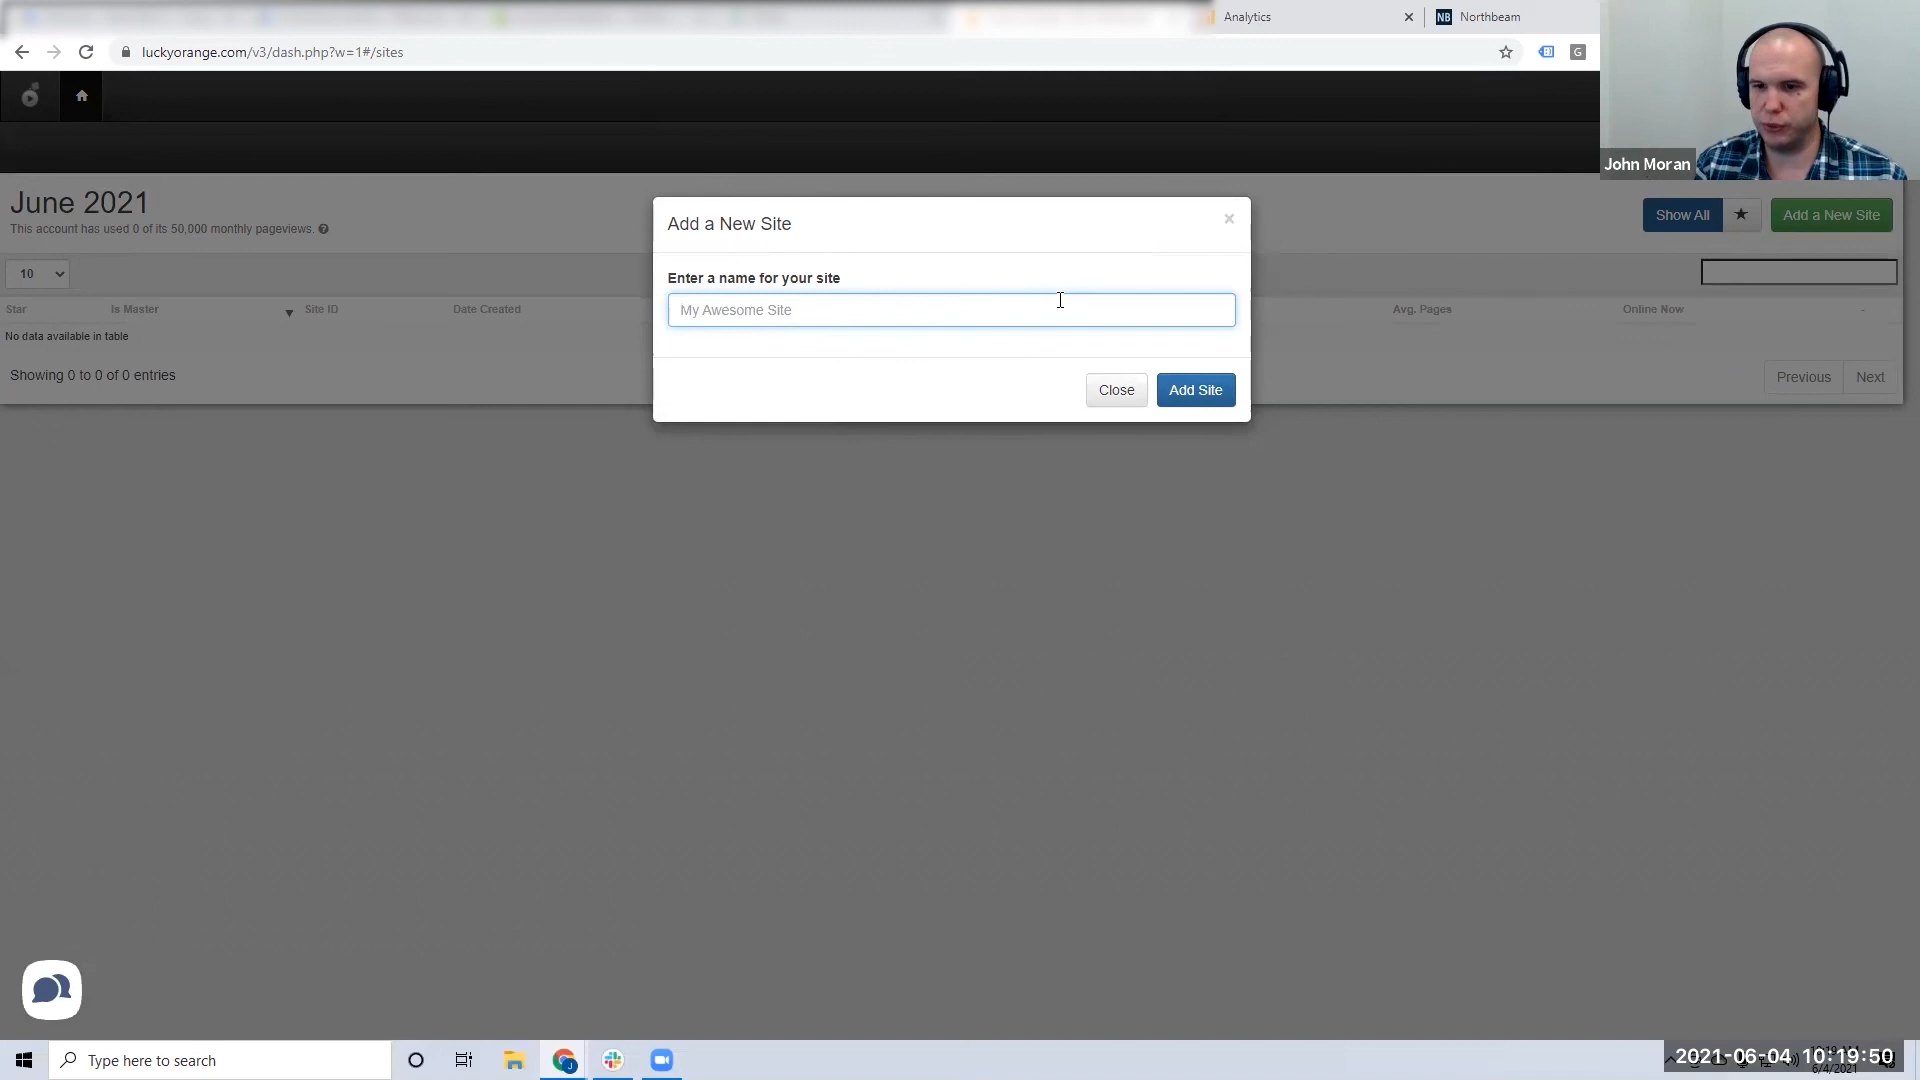 Analytics
NB Northbeam
luckyorange.com/v3/dash.php?w=1#/sites
G
John Moran
June 2021
This account has used 0 of its 50,000 monthly pageviews.
Show All
Add a New Site
Add a New Site
×
Enter a name for your site
My Awesome Site
Close
Add Site
10
Star
Is Master
Site ID
Date Created
Avg. Pages
Online Now
-
No data available in table
Showing 0 to 0 of 0 entries
Previous
Next
Type here to search
2021-06-04 10:19:50
6/4/2021